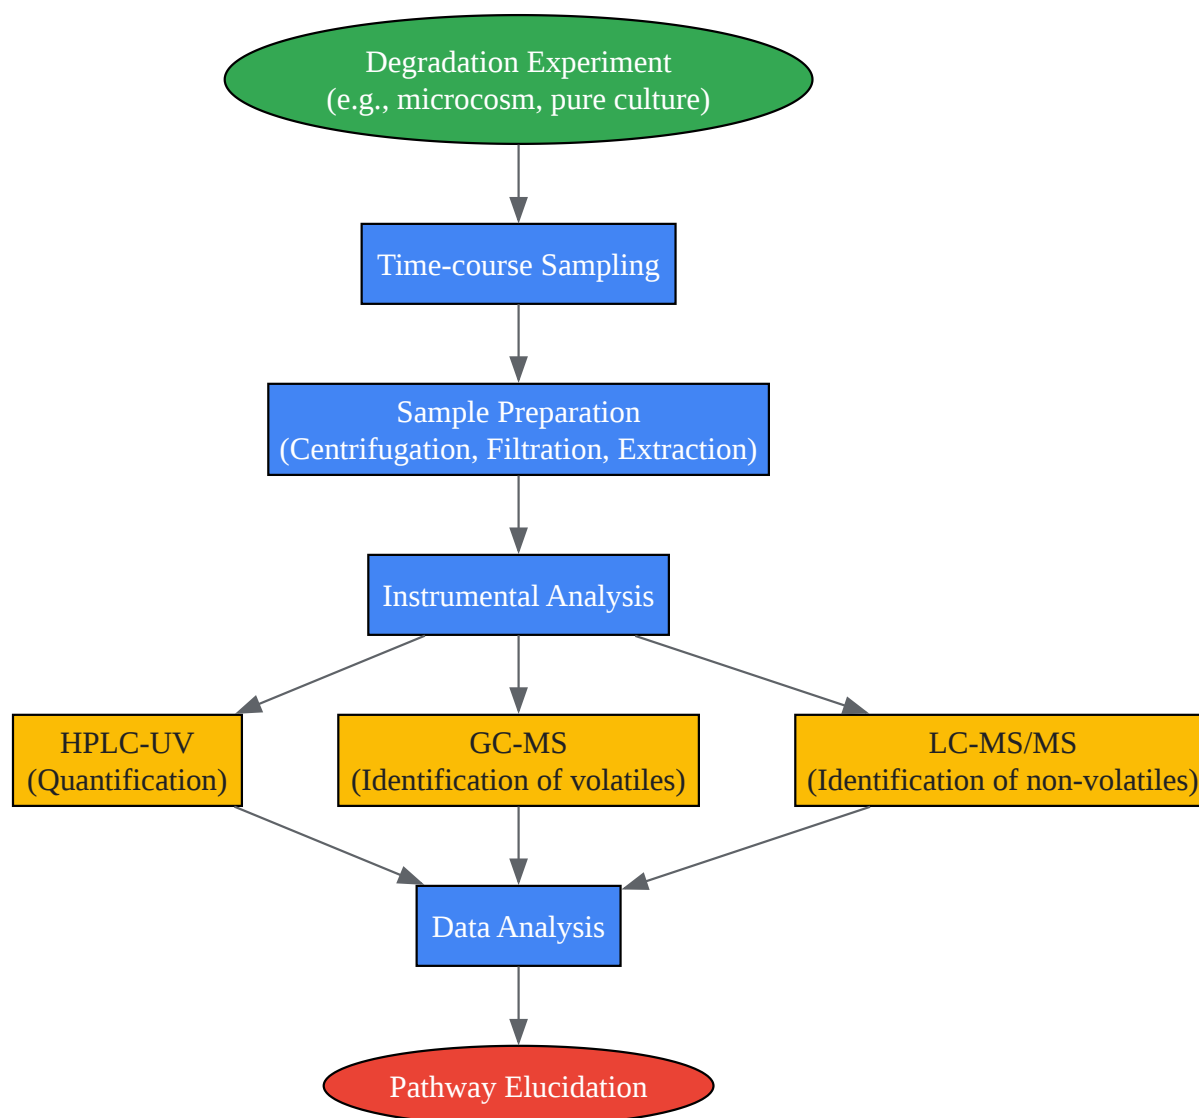 Degradation Experiment
(e.g., microcosm, pure culture)
Time-course Sampling
Sample Preparation
(Centrifugation, Filtration, Extraction)
Instrumental Analysis
HPLC-UV
(Quantification)
GC-MS
(Identification of volatiles)
LC-MS/MS
(Identification of non-volatiles)
Data Analysis
Pathway Elucidation